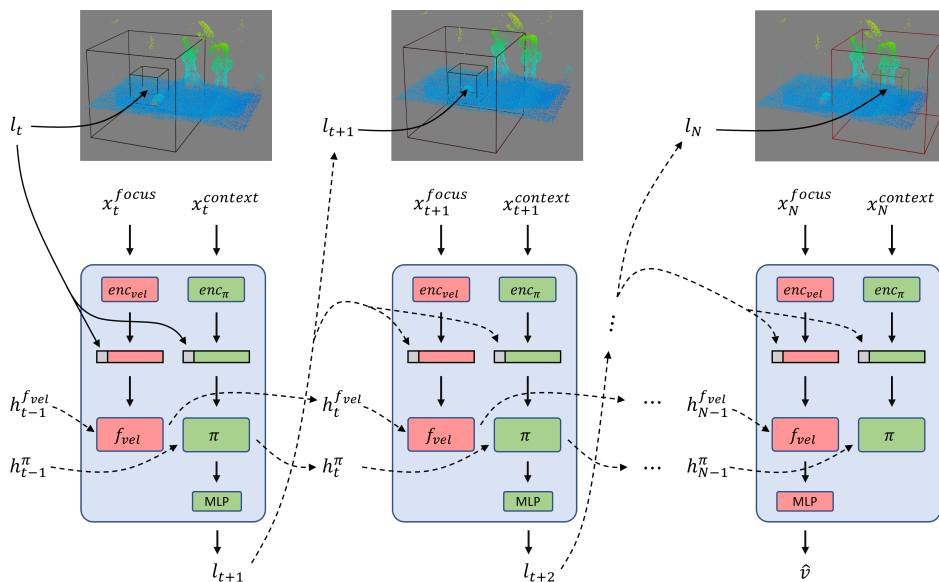 l_t l_{t+1} l_N
x_t^{focus} x_t^{context} x_{t+1}^{focus} x_{t+1}^{context} x_N^{focus} x_N^{context}
enc_{vel} enc_π enc_{vel} enc_π enc_{vel} enc_π
⋮
h_{t-1}^{f_{vel}} h_t^{f_{vel}} ... h_{N-1}^{f_{vel}}
f_{vel} π f_{vel} π f_{vel} π
h_{t-1}^π h_t^π ... h_{N-1}^π
MLP MLP MLP
l_{t+1} l_{t+2} v̂